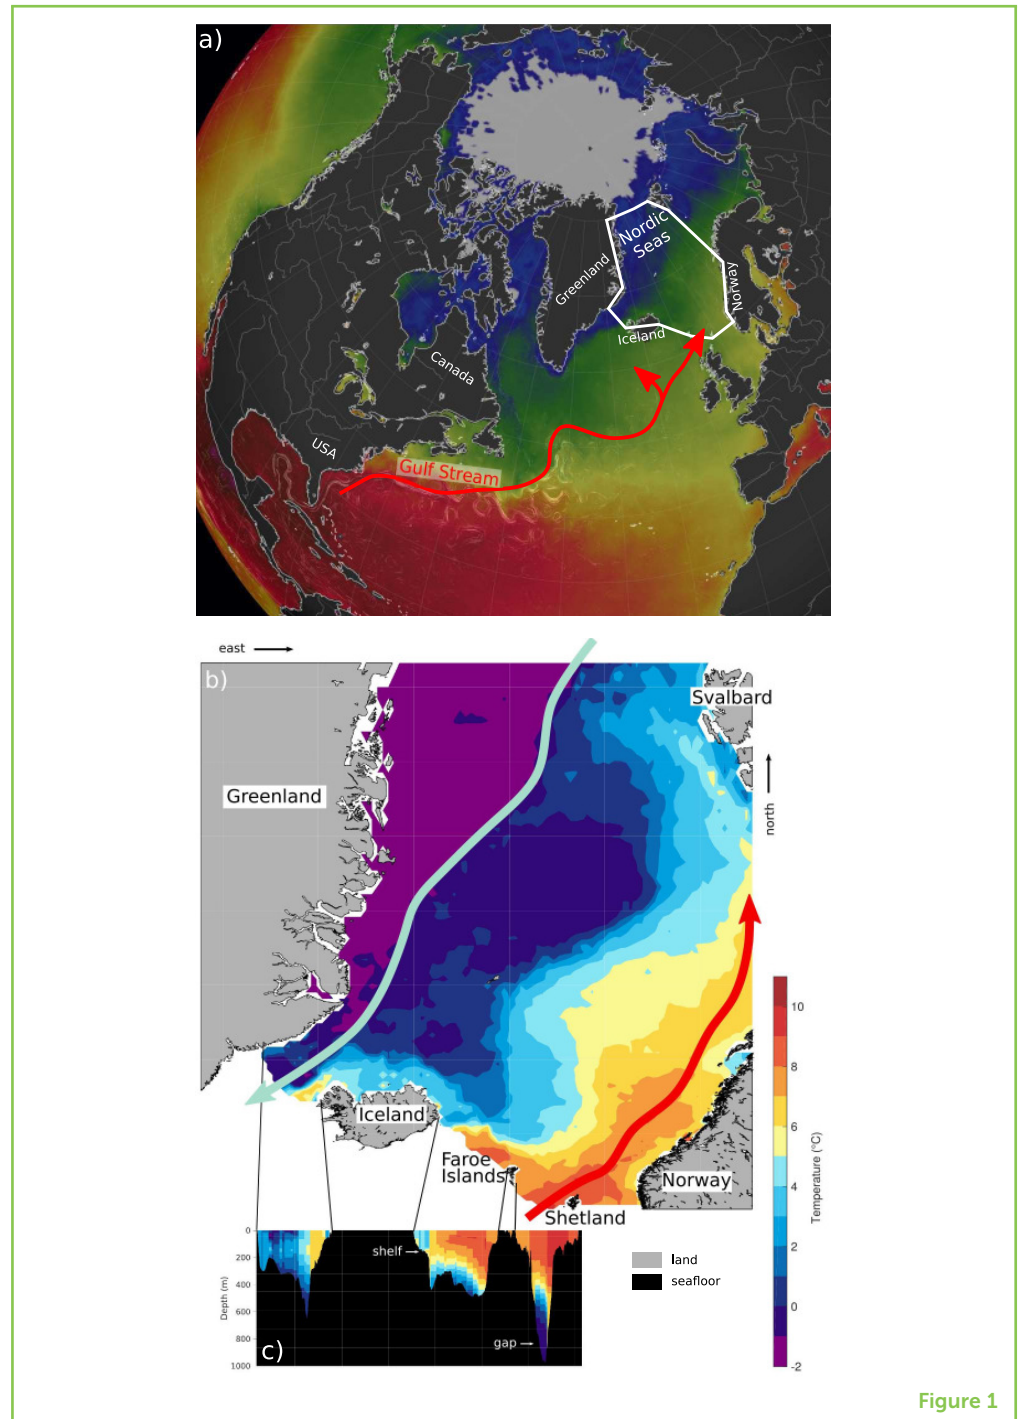 a)
Nordic
Seas
Greenland
Norway
Iceland
Canada
USA
Gulf Stream
east
b)
Svalbard
Greenland
north
Iceland
Faroe
Islands
Norway
Shetland
10
8
6
4
2
0
-2
Temperature (°C)
0
200
400
600
800
1000
Depth (m)
shelf
gap
c)
land
seafloor
Figure 1